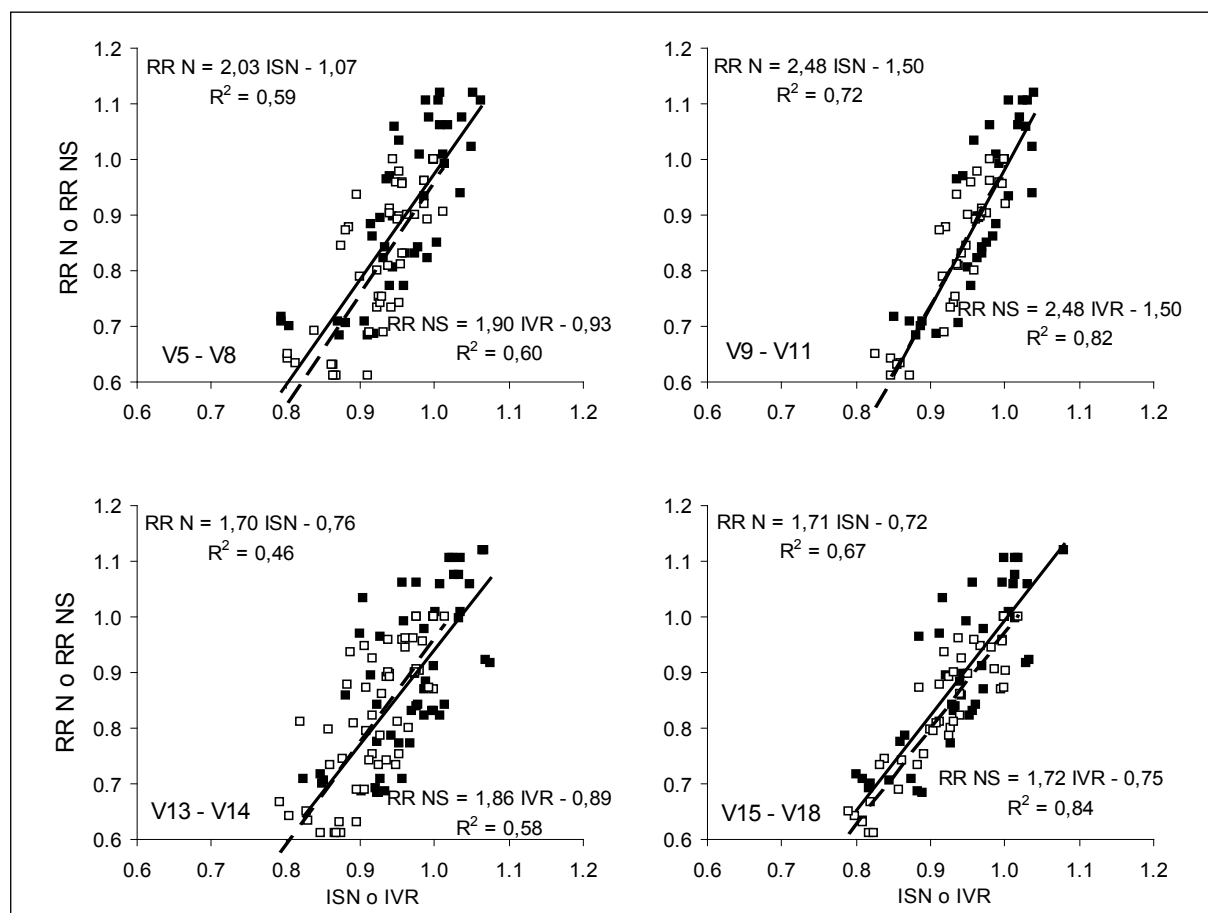 1.2
1.1
1.0
0.9
0.8
0.7
0.6
RR N o RR NS
RR N = 2,03 ISN - 1,07
R² = 0,59
RR NS = 1,90 IVR - 0,93
R² = 0,60
V5 - V8
0.6 0.7 0.8 0.9 1.0 1.1 1.2
1.2
1.1
1.0
0.9
0.8
0.7
0.6
RR N = 2,48 ISN - 1,50
R² = 0,72
RR NS = 2,48 IVR - 1,50
R² = 0,82
V9 - V11
0.6 0.7 0.8 0.9 1.0 1.1 1.2
1.2
1.1
1.0
0.9
0.8
0.7
0.6
RR N o RR NS
RR N = 1,70 ISN - 0,76
R² = 0,46
RR NS = 1,86 IVR - 0,89
R² = 0,58
V13 - V14
0.6 0.7 0.8 0.9 1.0 1.1 1.2
ISN o IVR
1.2
1.1
1.0
0.9
0.8
0.7
0.6
RR N = 1,71 ISN - 0,72
R² = 0,67
RR NS = 1,72 IVR - 0,75
R² = 0,84
V15 - V18
0.6 0.7 0.8 0.9 1.0 1.1 1.2
ISN o IVR